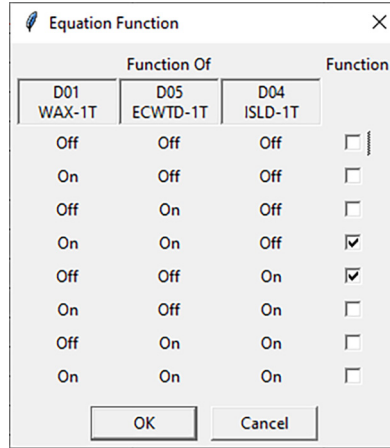 Equation Function
Function Of Function
D01 D05 D04
WAX-1T ECWTD-1T ISLD-1T
Off Off Off
On Off Off
Off On Off
On On Off
Off Off On
On Off On
Off On On
On On On
OK Cancel